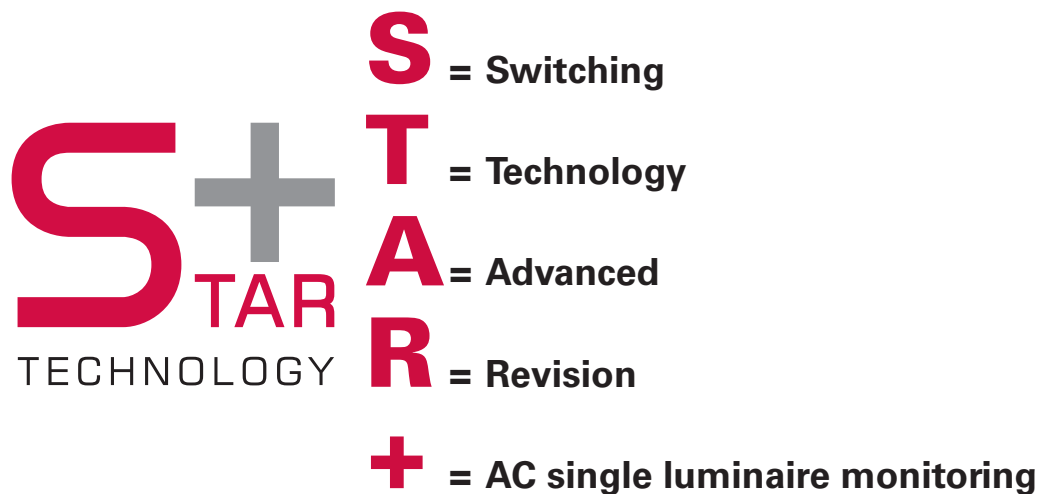 S+TAR
TECHNOLOGY
S = Switching
T = Technology
A = Advanced
R = Revision
+ = AC single luminaire monitoring